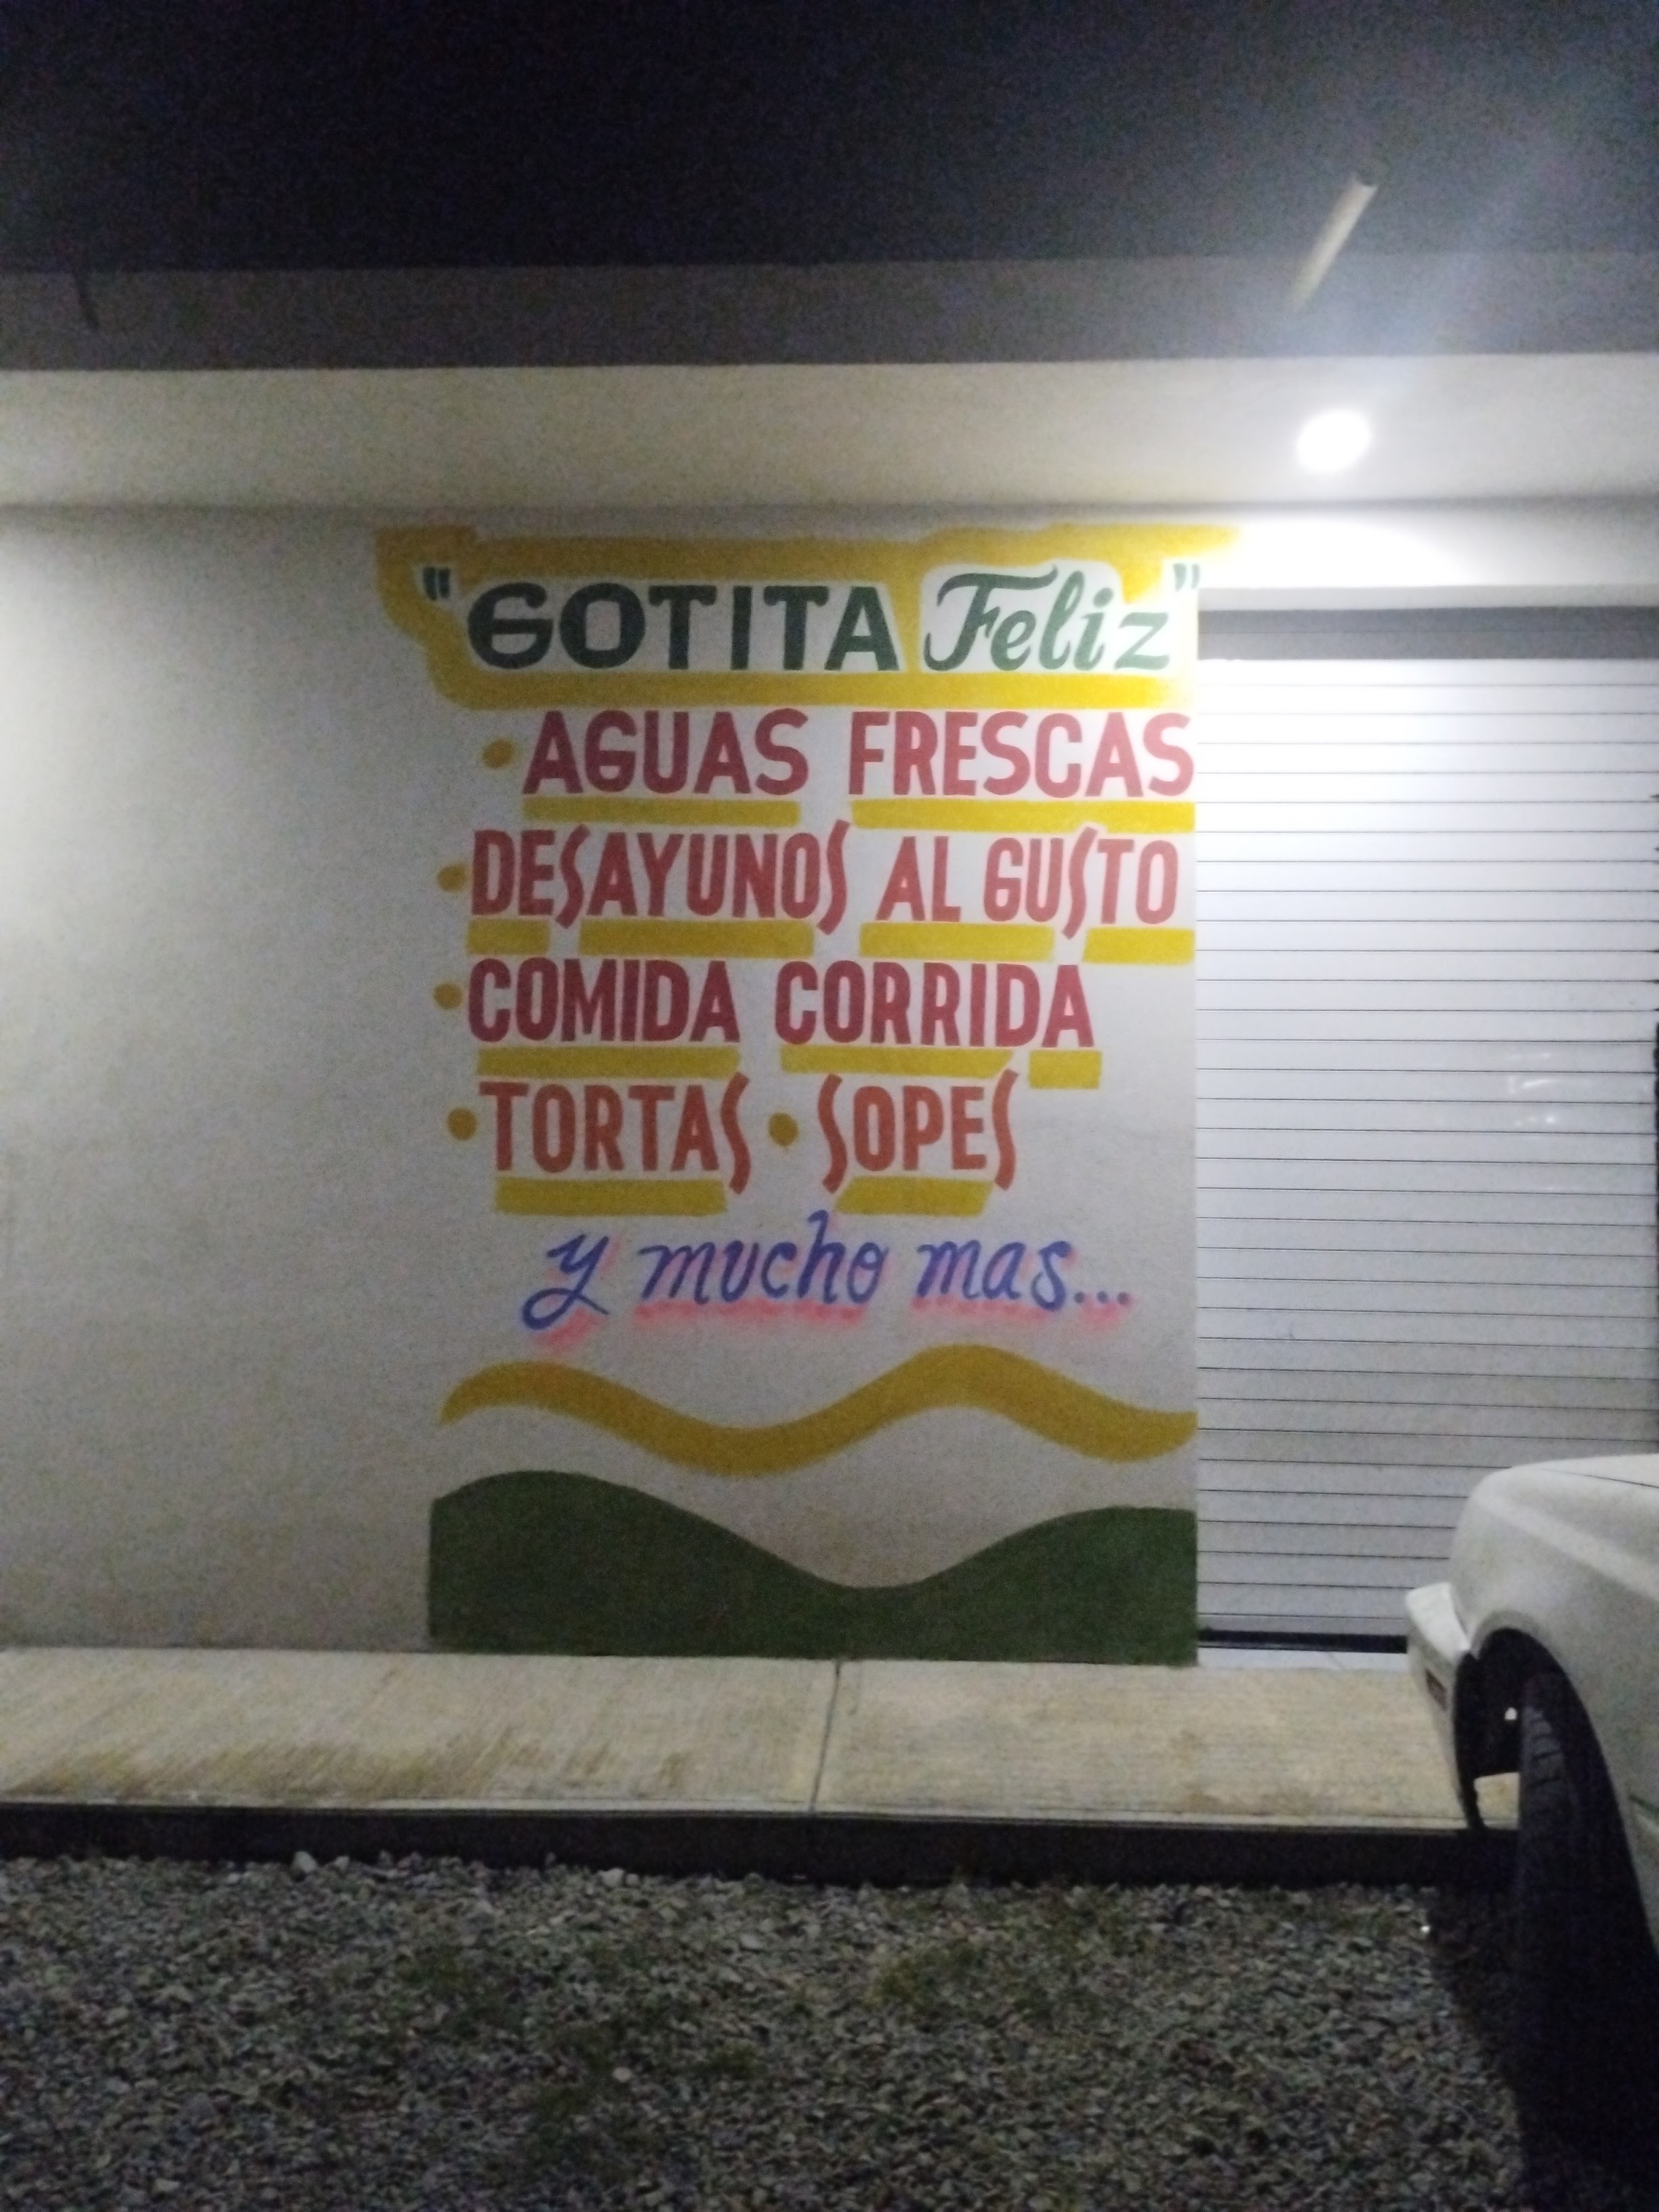 "GOTITA Feliz"
• AGUAS FRESCAS
• DESAYUNOS AL GUSTO
• COMIDA CORRIDA
• TORTAS • SOPES
y mucho mas...